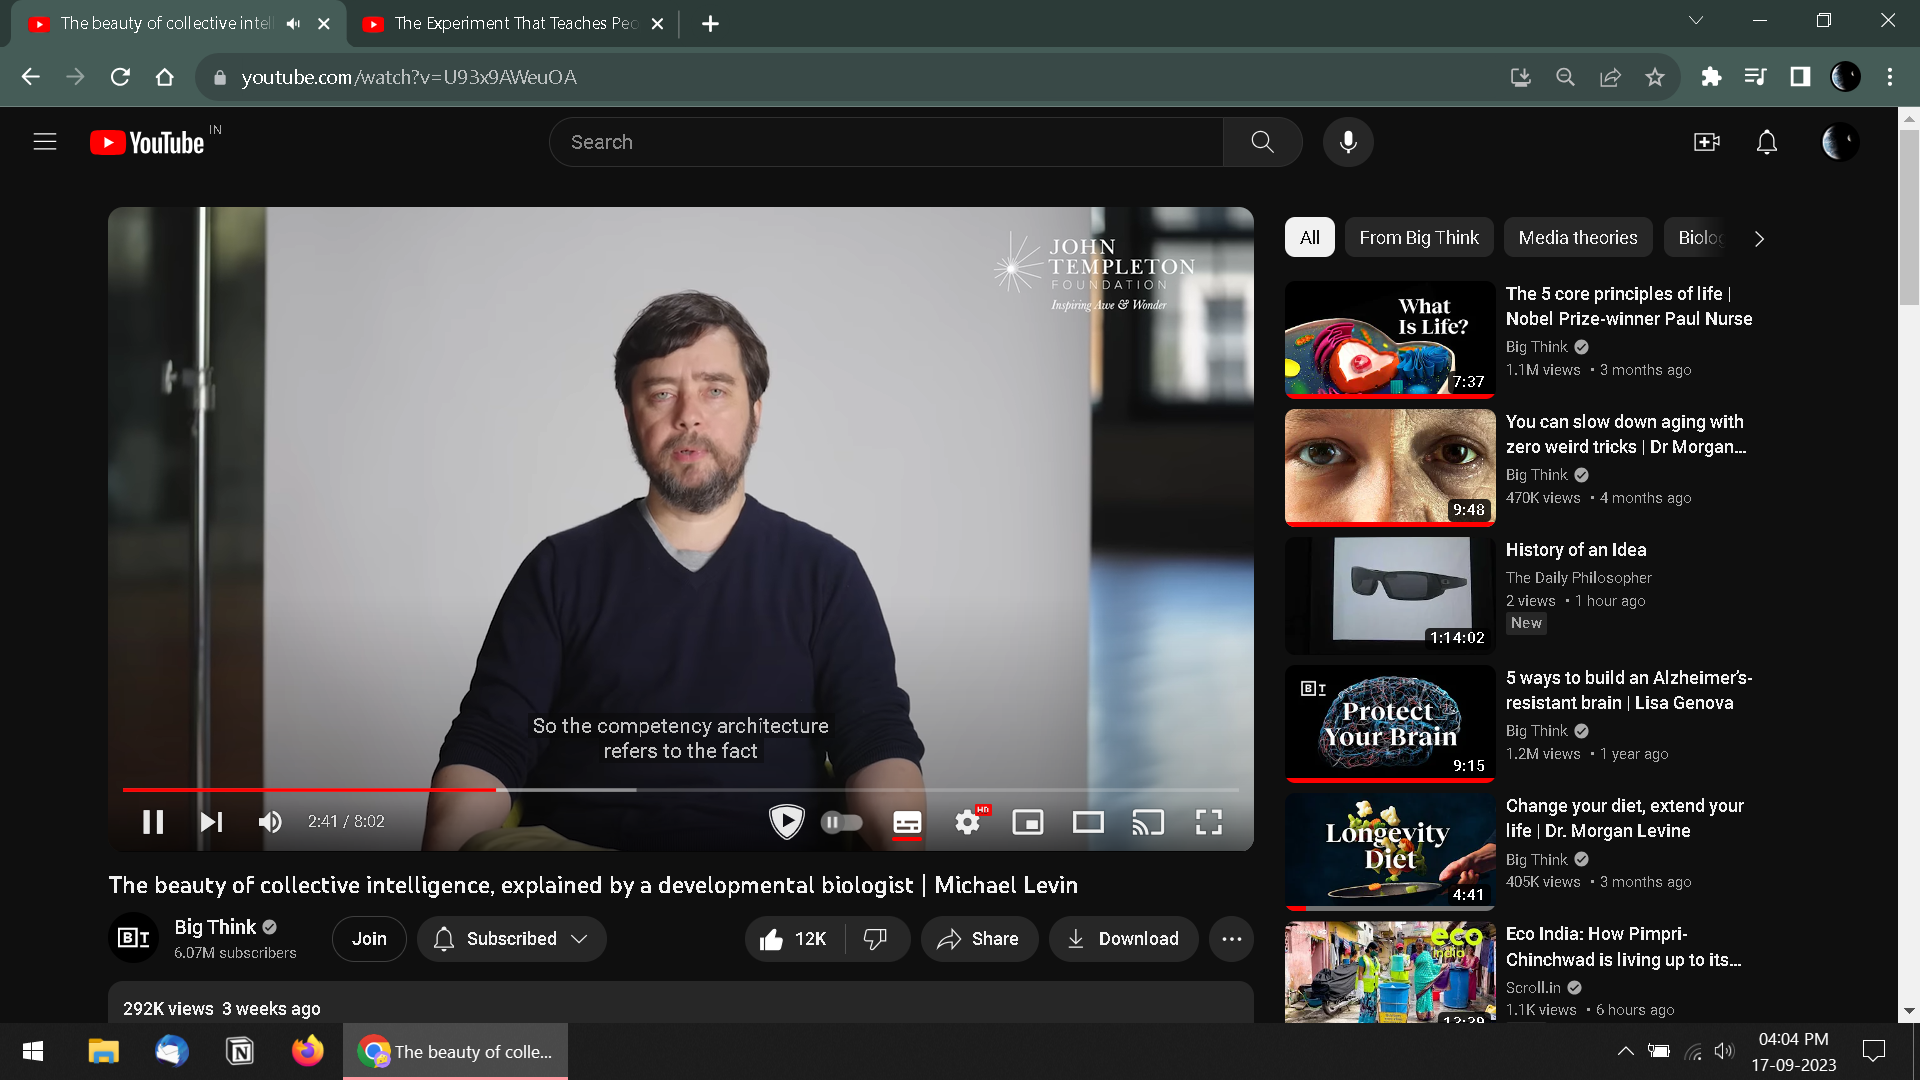 The beauty of collective intel
The Experiment That Teaches Peo
youtube.com/watch?v=U93x9AWeuOA
YouTube IN
Search
JOHN
TEMPLETON
FOUNDATION
Inspiring Awe & Wonder
So the competency architecture
refers to the fact
2:41 / 8:02
HD
The beauty of collective intelligence, explained by a developmental biologist | Michael Levin
BT
Big Think
6.07M subscribers
Join
Subscribed
12K
Share
Download
292K views 3 weeks ago
All
From Big Think
Media theories
Biolog
What
Is Life?
7:37
The 5 core principles of life |
Nobel Prize-winner Paul Nurse
Big Think
1.1M views • 3 months ago
9:48
You can slow down aging with
zero weird tricks | Dr Morgan...
Big Think
470K views • 4 months ago
1:14:02
History of an Idea
The Daily Philosopher
2 views • 1 hour ago
New
BT
Protect
Your Brain
9:15
5 ways to build an Alzheimer's-
resistant brain | Lisa Genova
Big Think
1.2M views • 1 year ago
Longevity
Diet
4:41
Change your diet, extend your
life | Dr. Morgan Levine
Big Think
405K views • 3 months ago
eco
india
13:39
Eco India: How Pimpri-
Chinchwad is living up to its...
Scroll.in
1.1K views • 6 hours ago
The beauty of colle...
04:04 PM
17-09-2023